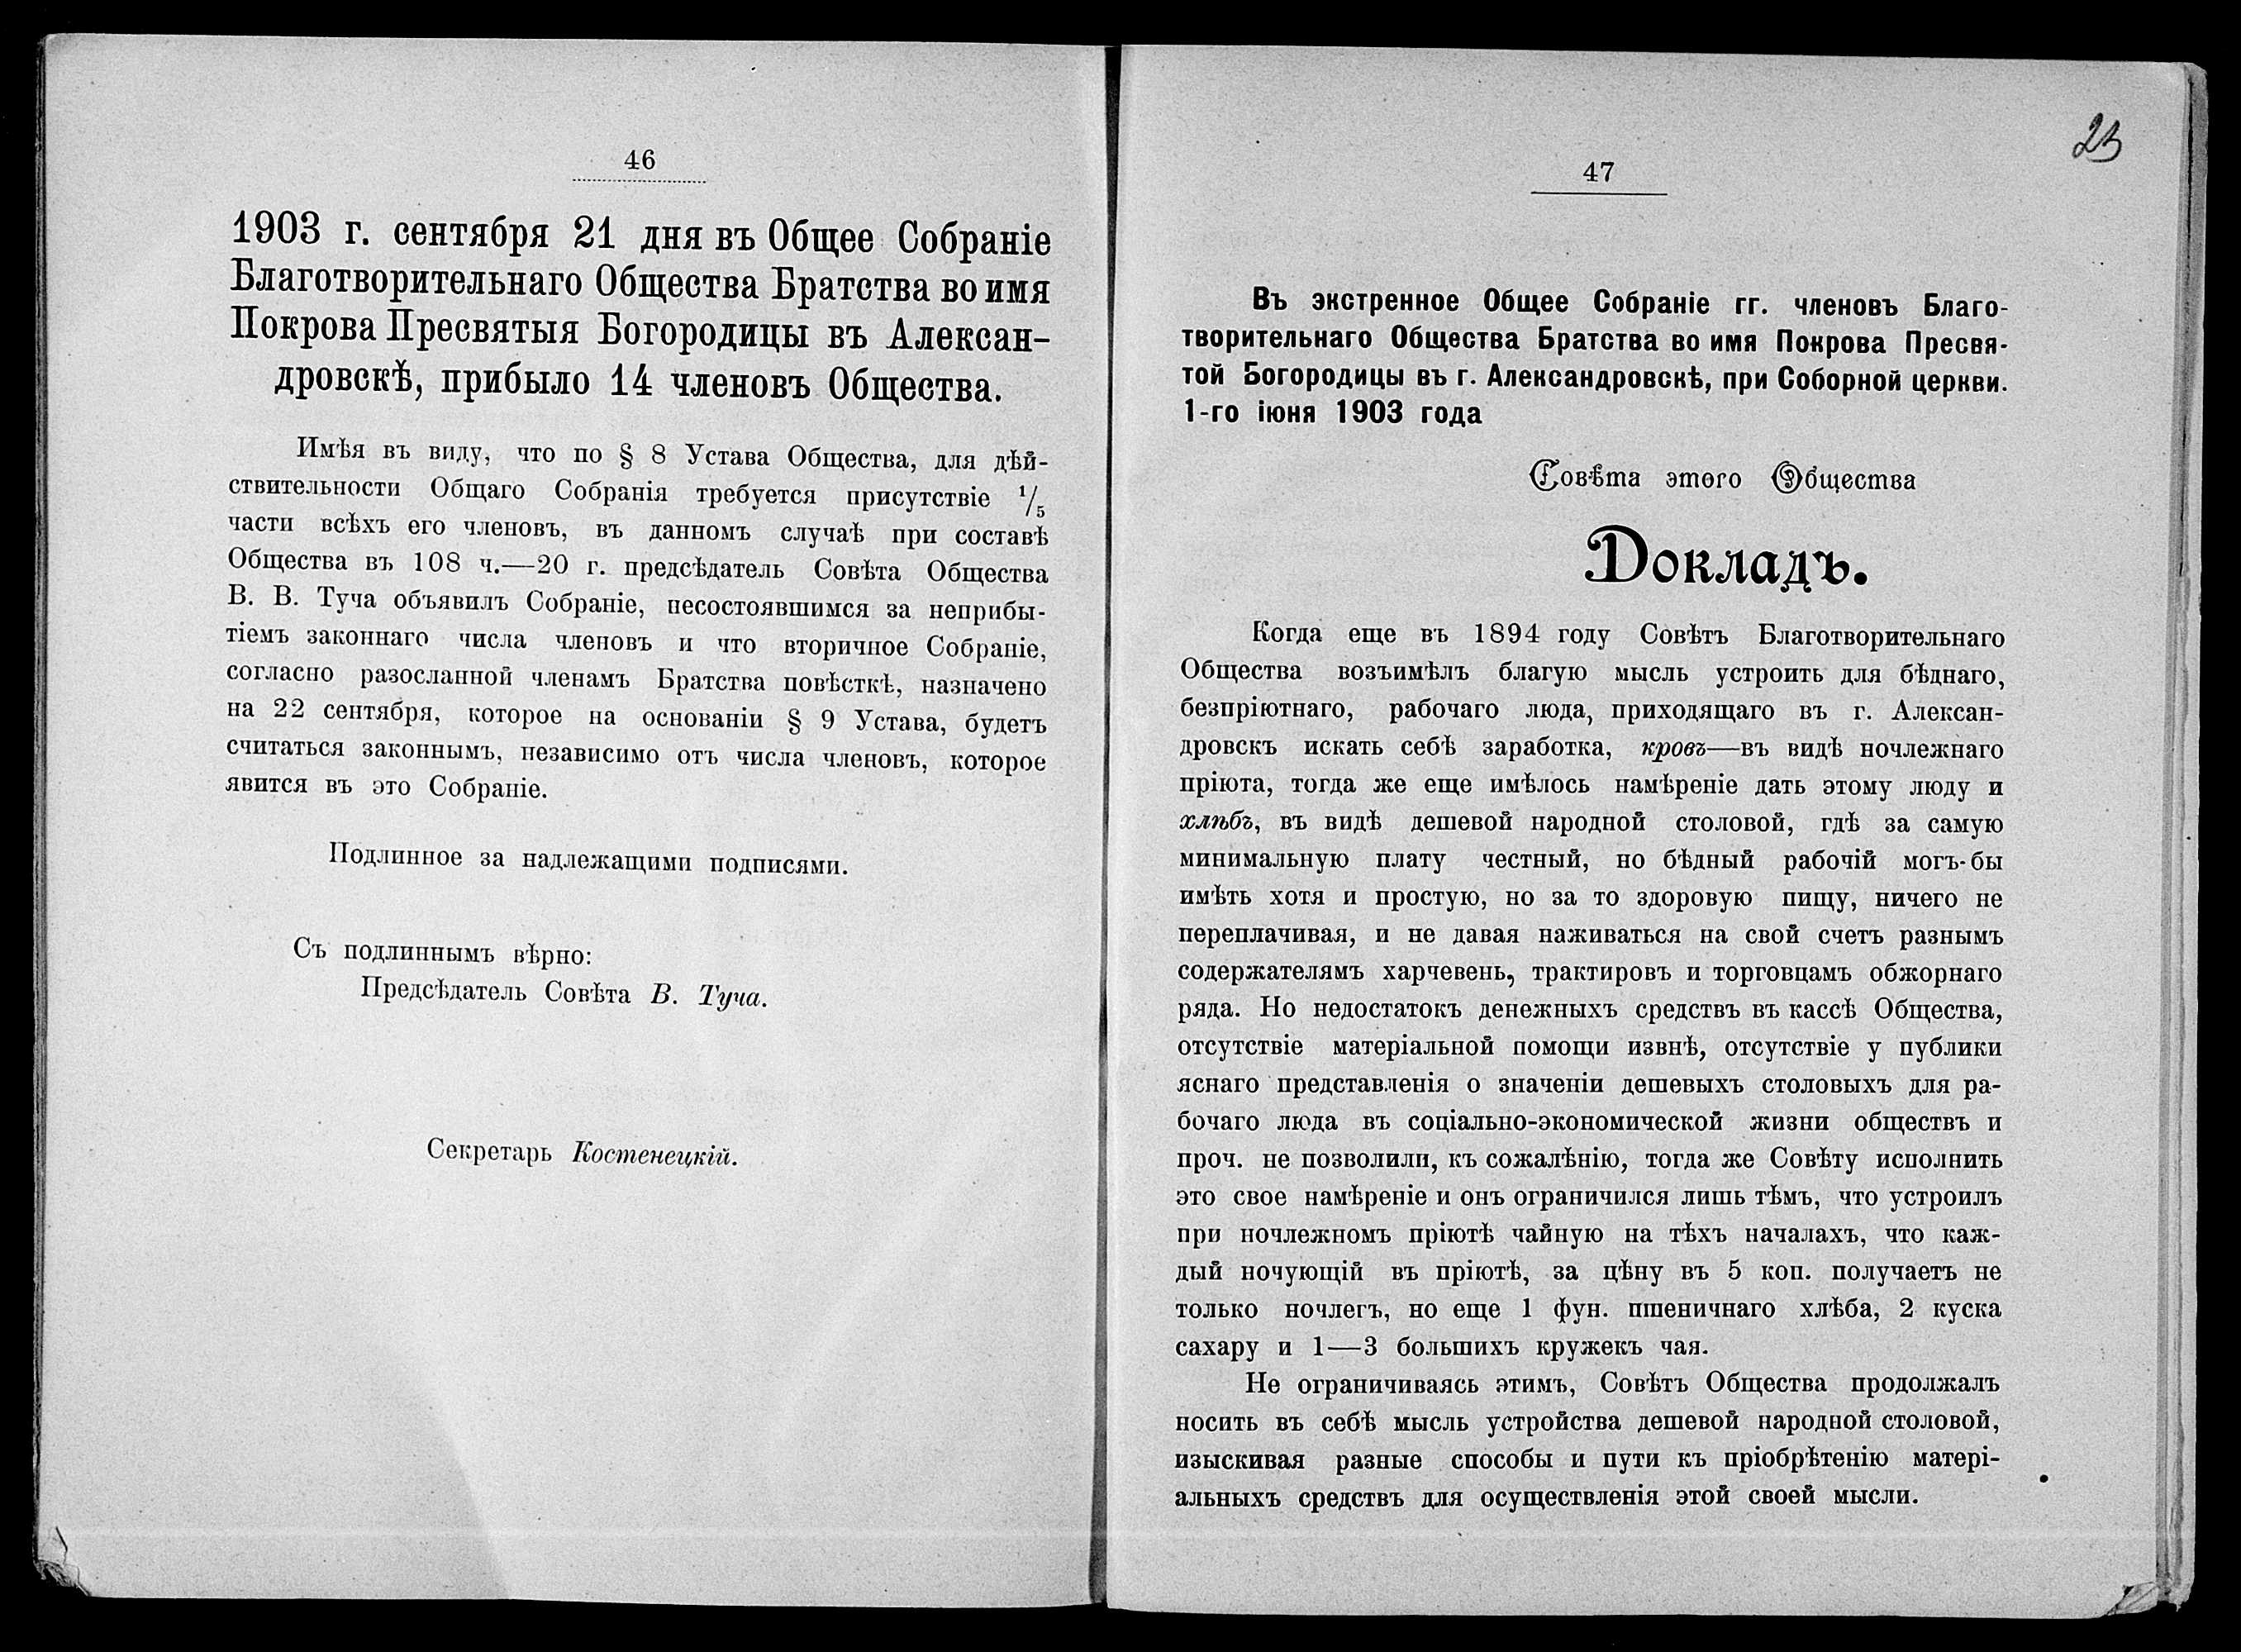 46
1903 г. сентября 21 дня въ Общее Собраніе
Благотворительнаго Общества Братства во имя
Покрова Пресвятыя Богородицы въ Алексан-
дровскѣ, прибыло 14 членовъ Общества.
Имѣя въ виду, что по § 8 Устава Общества, для дѣй-
ствительности Общаго Собранія требуется присутствіе 1/5
части всѣхъ его членовъ, въ данномъ случаѣ при составѣ
Общества въ 108 ч.—20 г. предсѣдатель Совѣта Общества
В. В. Туча объявилъ Собраніе, несостоявшимся за неприбы-
тіемъ законнаго числа членовъ и что вторичное Собраніе,
согласно разосланной членамъ Братства повѣсткѣ, назначено
на 22 сентября, которое на основаніи § 9 Устава, будетъ
считаться законнымъ, независимо отъ числа членовъ, которое
явится въ это Собраніе.
Подлинное за надлежащими подписями.
Съ подлиннымъ вѣрно:
Предсѣдатель Совѣта В. Туча.
Секретарь Костенецкій.
23
47
Въ экстренное Общее Собраніе гг. членовъ Благо-
творительнаго Общества Братства во имя Покрова Пресвя-
той Богородицы въ г. Александровскѣ, при Соборной церкви.
1-го іюня 1903 года
Совѣта этого Общества
Докладъ.
Когда еще въ 1894 году Совѣтъ Благотворительнаго
Общества возъимѣлъ благую мысль устроить для бѣднаго,
безпріютнаго, рабочаго люда, приходящаго въ г. Алексан-
дровскъ искать себѣ заработка, кровъ—въ видѣ ночлежнаго
пріюта, тогда же еще имѣлось намѣреніе дать этому люду и
хлѣбъ, въ видѣ дешевой народной столовой, гдѣ за самую
минимальную плату честный, но бѣдный рабочій могъ-бы
имѣть хотя и простую, но за то здоровую пищу, ничего не
переплачивая, и не давая наживаться на свой счетъ разнымъ
содержателямъ харчевень, трактировъ и торговцамъ обжорнаго
ряда. Но недостатокъ денежныхъ средствъ въ кассѣ Общества,
отсутствіе матеріальной помощи извнѣ, отсутствіе у публики
яснаго представленія о значеніи дешевыхъ столовыхъ для ра-
бочаго люда въ соціально-экономической жизни обществъ и
проч. не позволили, къ сожалѣнію, тогда же Совѣту исполнить
это свое намѣреніе и онъ ограничился лишь тѣмъ, что устроилъ
при ночлежномъ пріютѣ чайную на тѣхъ началахъ, что каж-
дый ночующій въ пріютѣ, за цѣну въ 5 коп. получаетъ не
только ночлегъ, но еще 1 фун. пшеничнаго хлѣба, 2 куска
сахару и 1—3 большихъ кружекъ чая.
Не ограничиваясь этимъ, Совѣтъ Общества продолжалъ
носить въ себѣ мысль устройства дешевой народной столовой,
изыскивая разные способы и пути къ пріобрѣтенію матері-
альныхъ средствъ для осуществленія этой своей мысли.